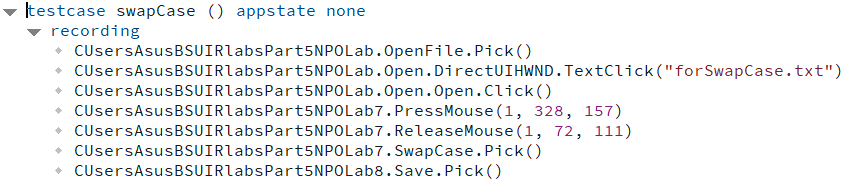 testcase swapCase () appstate none
recording
CUsersAsusBSUIRlabsPart5NPOLab.OpenFile.Pick()
CUsersAsusBSUIRlabsPart5NPOLab.Open.DirectUIHWND.TextClick("forSwapCase.txt")
CUsersAsusBSUIRlabsPart5NPOLab.Open.Open.Click()
CUsersAsusBSUIRlabsPart5NPOLab7.PressMouse(1, 328, 157)
CUsersAsusBSUIRlabsPart5NPOLab7.ReleaseMouse(1, 72, 111)
CUsersAsusBSUIRlabsPart5NPOLab7.SwapCase.Pick()
CUsersAsusBSUIRlabsPart5NPOLab8.Save.Pick()